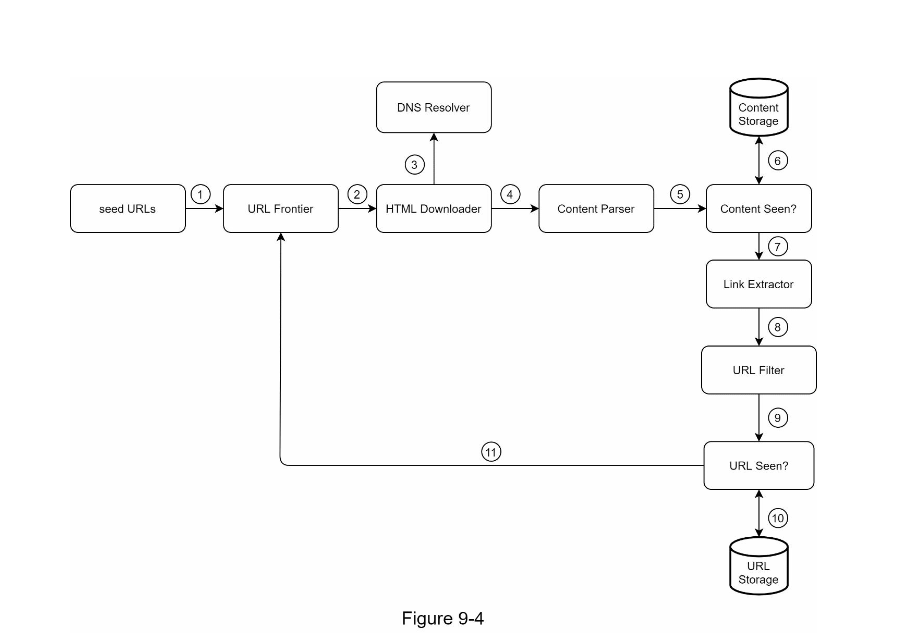 DNS Resolver
Content
Storage
3
6
1
2
4
5
seed URLs
URL Frontier
HTML Downloader
Content Parser
Content Seen?
7
Link Extractor
8
URL Filter
9
11
URL Seen?
10
URL
Storage
Figure 9-4